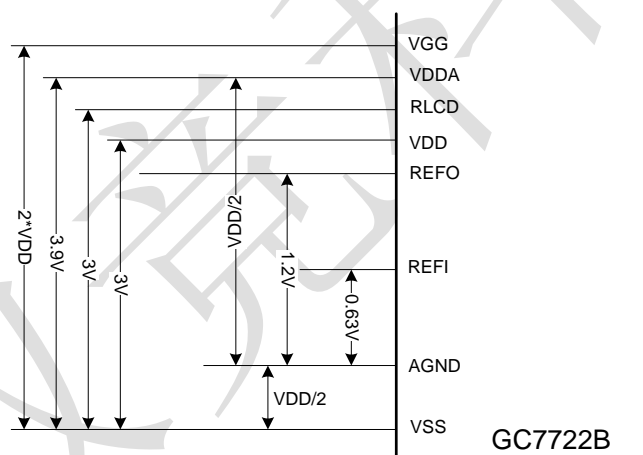 VGG
VDDA
RLCD
VDD
REFO
2*VDD
3.9V
3V
3V
VDD/2
1.2V
REFI
0.63V
AGND
VDD/2
VSS
GC7722B